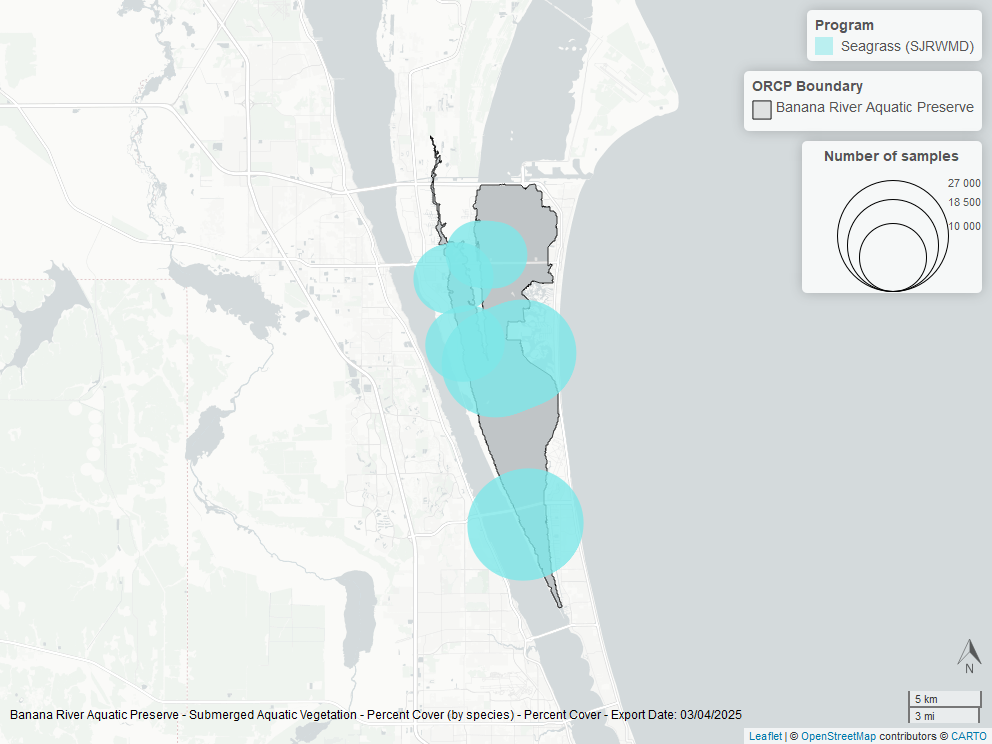 Program
Seagrass (SJRWMD)
ORCP Boundary
Banana River Aquatic Preserve
Number of samples
27 000
18 500
10 000
N
5 km
3 mi
Banana River Aquatic Preserve - Submerged Aquatic Vegetation - Percent Cover (by species) - Percent Cover - Export Date: 03/04/2025
Leaflet | © OpenStreetMap contributors © CARTO